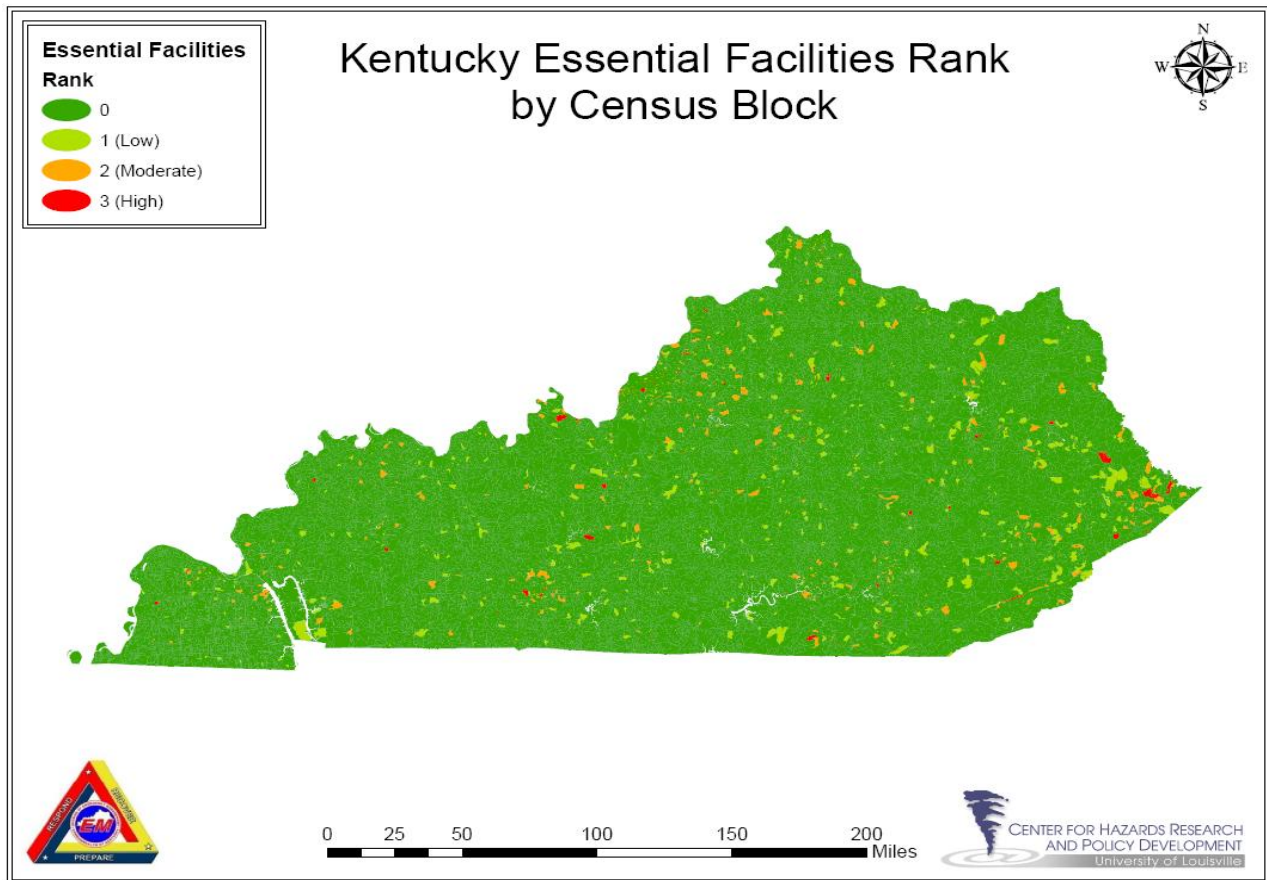 Essential Facilities
Rank
0
1 (Low)
2 (Moderate)
3 (High)
Kentucky Essential Facilities Rank
by Census Block
N
W E
S
RESPOND
EM
PREPARE
0 25 50 100 150 200
Miles
CENTER FOR HAZARDS RESEARCH
AND POLICY DEVELOPMENT
University of Louisville